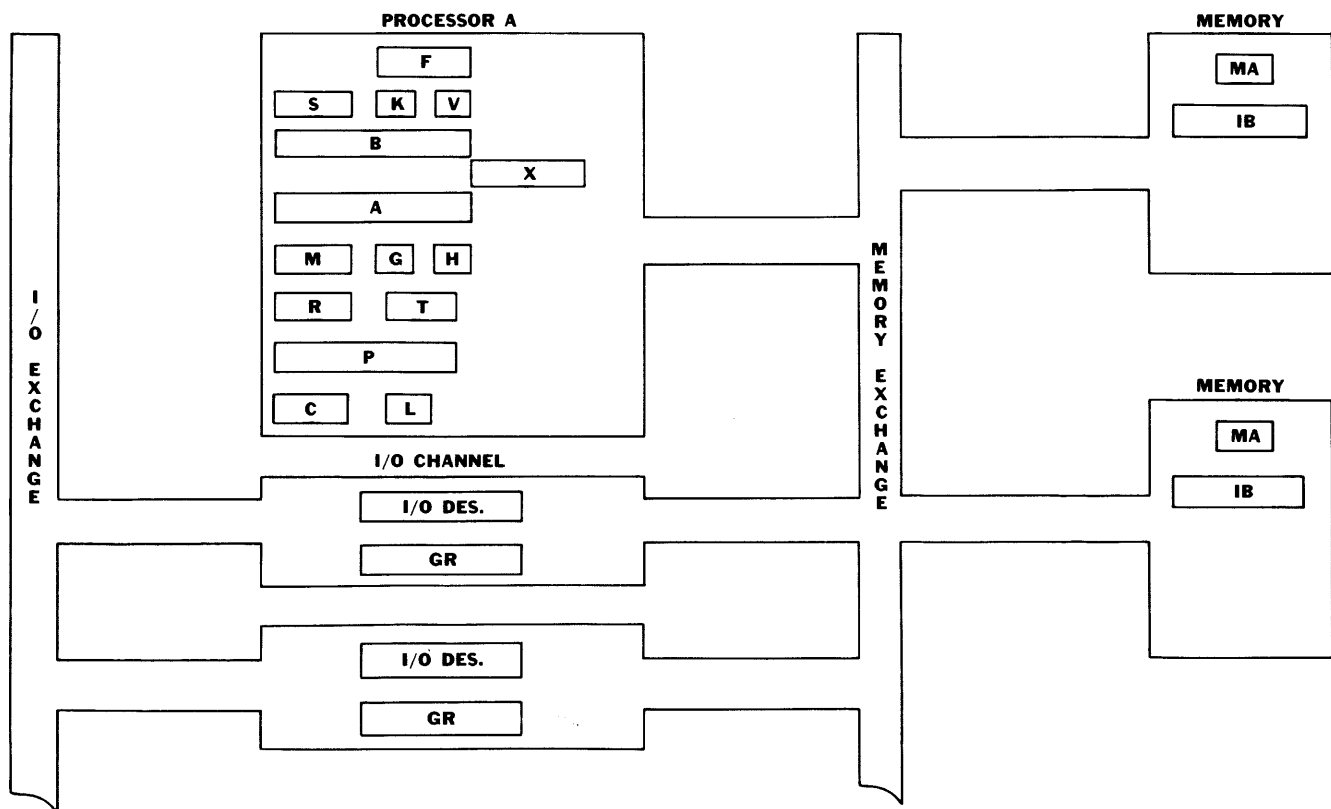 PROCESSOR A
F
S K V
B
X
A
M G H
R T
P
C L
I/O EXCHANGE
I/O CHANNEL
I/O DES.
GR
I/O DES.
GR
MEMORY EXCHANGE
MEMORY
MA
IB
MEMORY
MA
IB